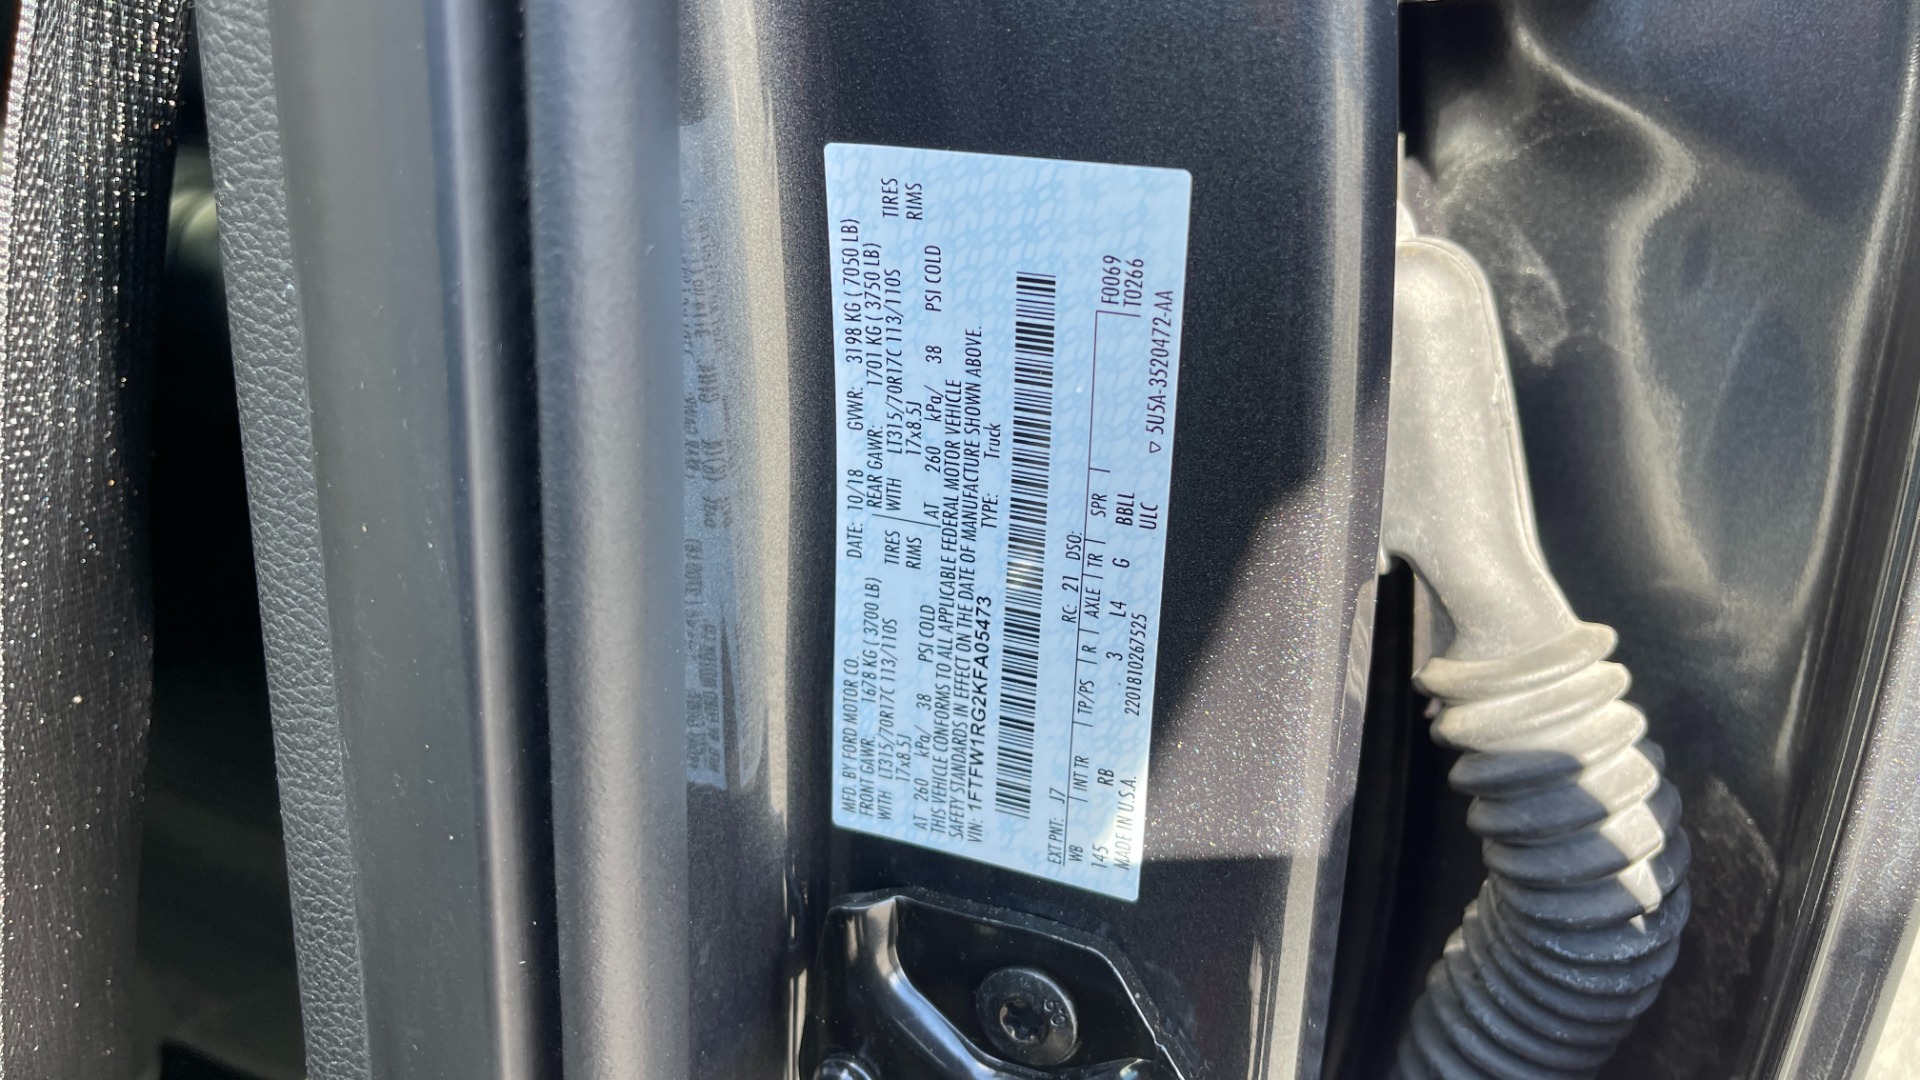 MFD. BY FORD MOTOR CO. DATE: 10/18 GVWR: 3198 KG ( 7050 LB)
FRONT GAWR: 1678 KG ( 3700 LB) REAR GAWR: 1701 KG ( 3750 LB)
WITH LT315/70R17C 113/110S TIRES WITH LT315/70R17C 113/110S TIRES
17x8.5J RIMS 17x8.5J RIMS
AT 260 kPa/ 38 PSI COLD AT 260 kPa/ 38 PSI COLD
THIS VEHICLE CONFORMS TO ALL APPLICABLE FEDERAL MOTOR VEHICLE
SAFETY STANDARDS IN EFFECT ON THE DATE OF MANUFACTURE SHOWN ABOVE.
VIN: 1FTFW1RG2KFA05473 TYPE: Truck
EXT PNT: J7 RC: 21 DSO:
WB INT TR TP/PS R AXLE TR SPR F0069
145 RB 3 L4 G BBLL T0266
MADE IN U.S.A. 2201810267525 ULC
▽ 5U5A-3520472-AA